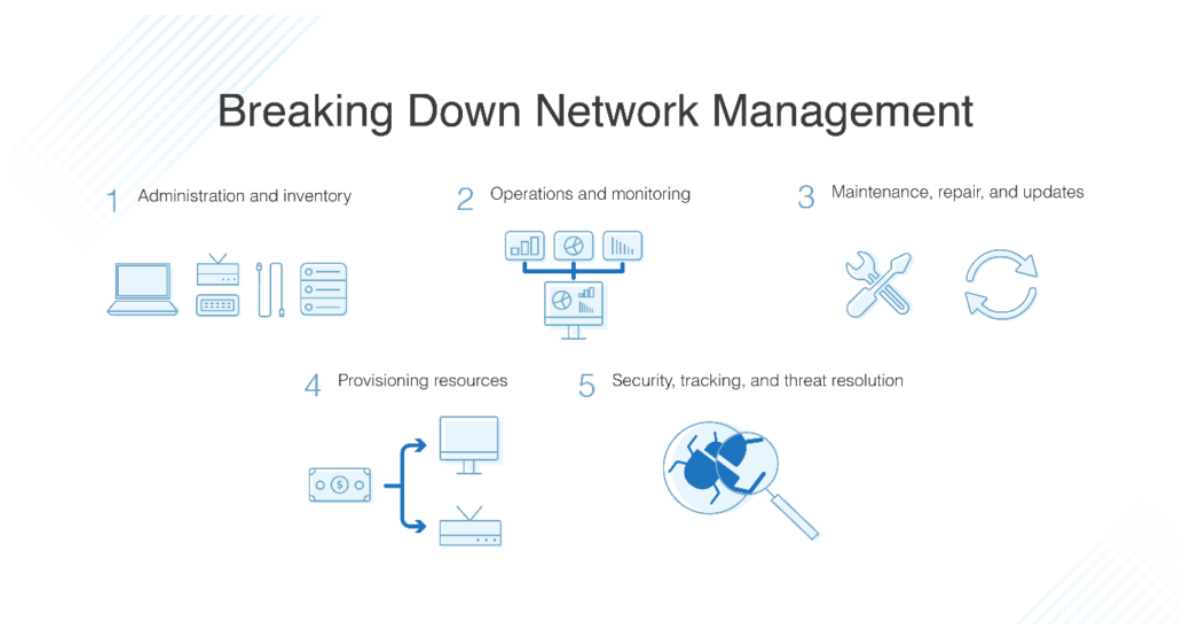 Breaking Down Network Management
1 Administration and inventory
2 Operations and monitoring
3 Maintenance, repair, and updates
4 Provisioning resources
5 Security, tracking, and threat resolution
$